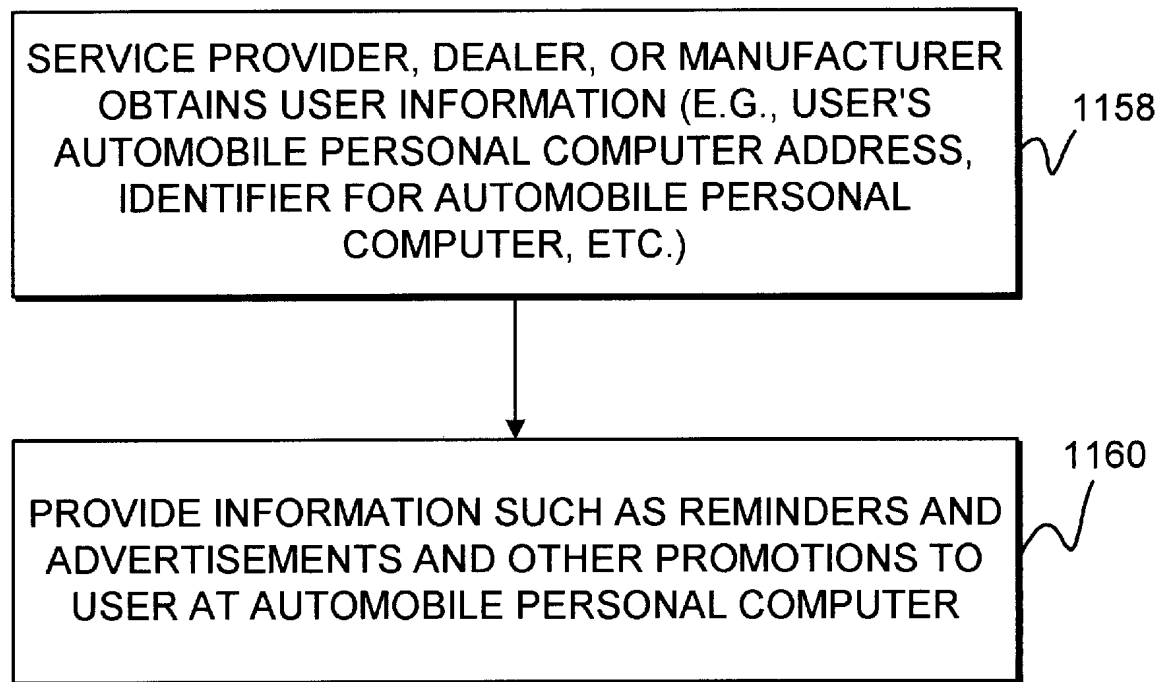 SERVICE PROVIDER, DEALER, OR MANUFACTURER
OBTAINS USER INFORMATION (E.G., USER'S
AUTOMOBILE PERSONAL COMPUTER ADDRESS,
IDENTIFIER FOR AUTOMOBILE PERSONAL
COMPUTER, ETC.)
1158
1160
PROVIDE INFORMATION SUCH AS REMINDERS AND
ADVERTISEMENTS AND OTHER PROMOTIONS TO
USER AT AUTOMOBILE PERSONAL COMPUTER